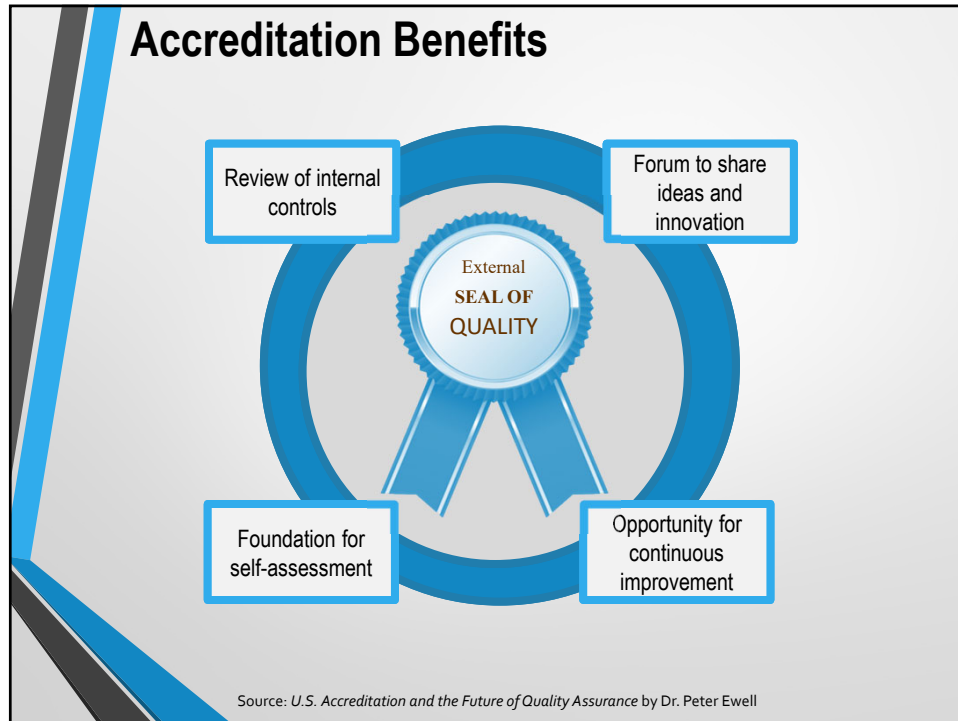 Accreditation Benefits
Review of internal
controls
Forum to share
ideas and
innovation
External
SEAL OF
QUALITY
Foundation for
self-assessment
Opportunity for
continuous
improvement
Source: U.S. Accreditation and the Future of Quality Assurance by Dr. Peter Ewell